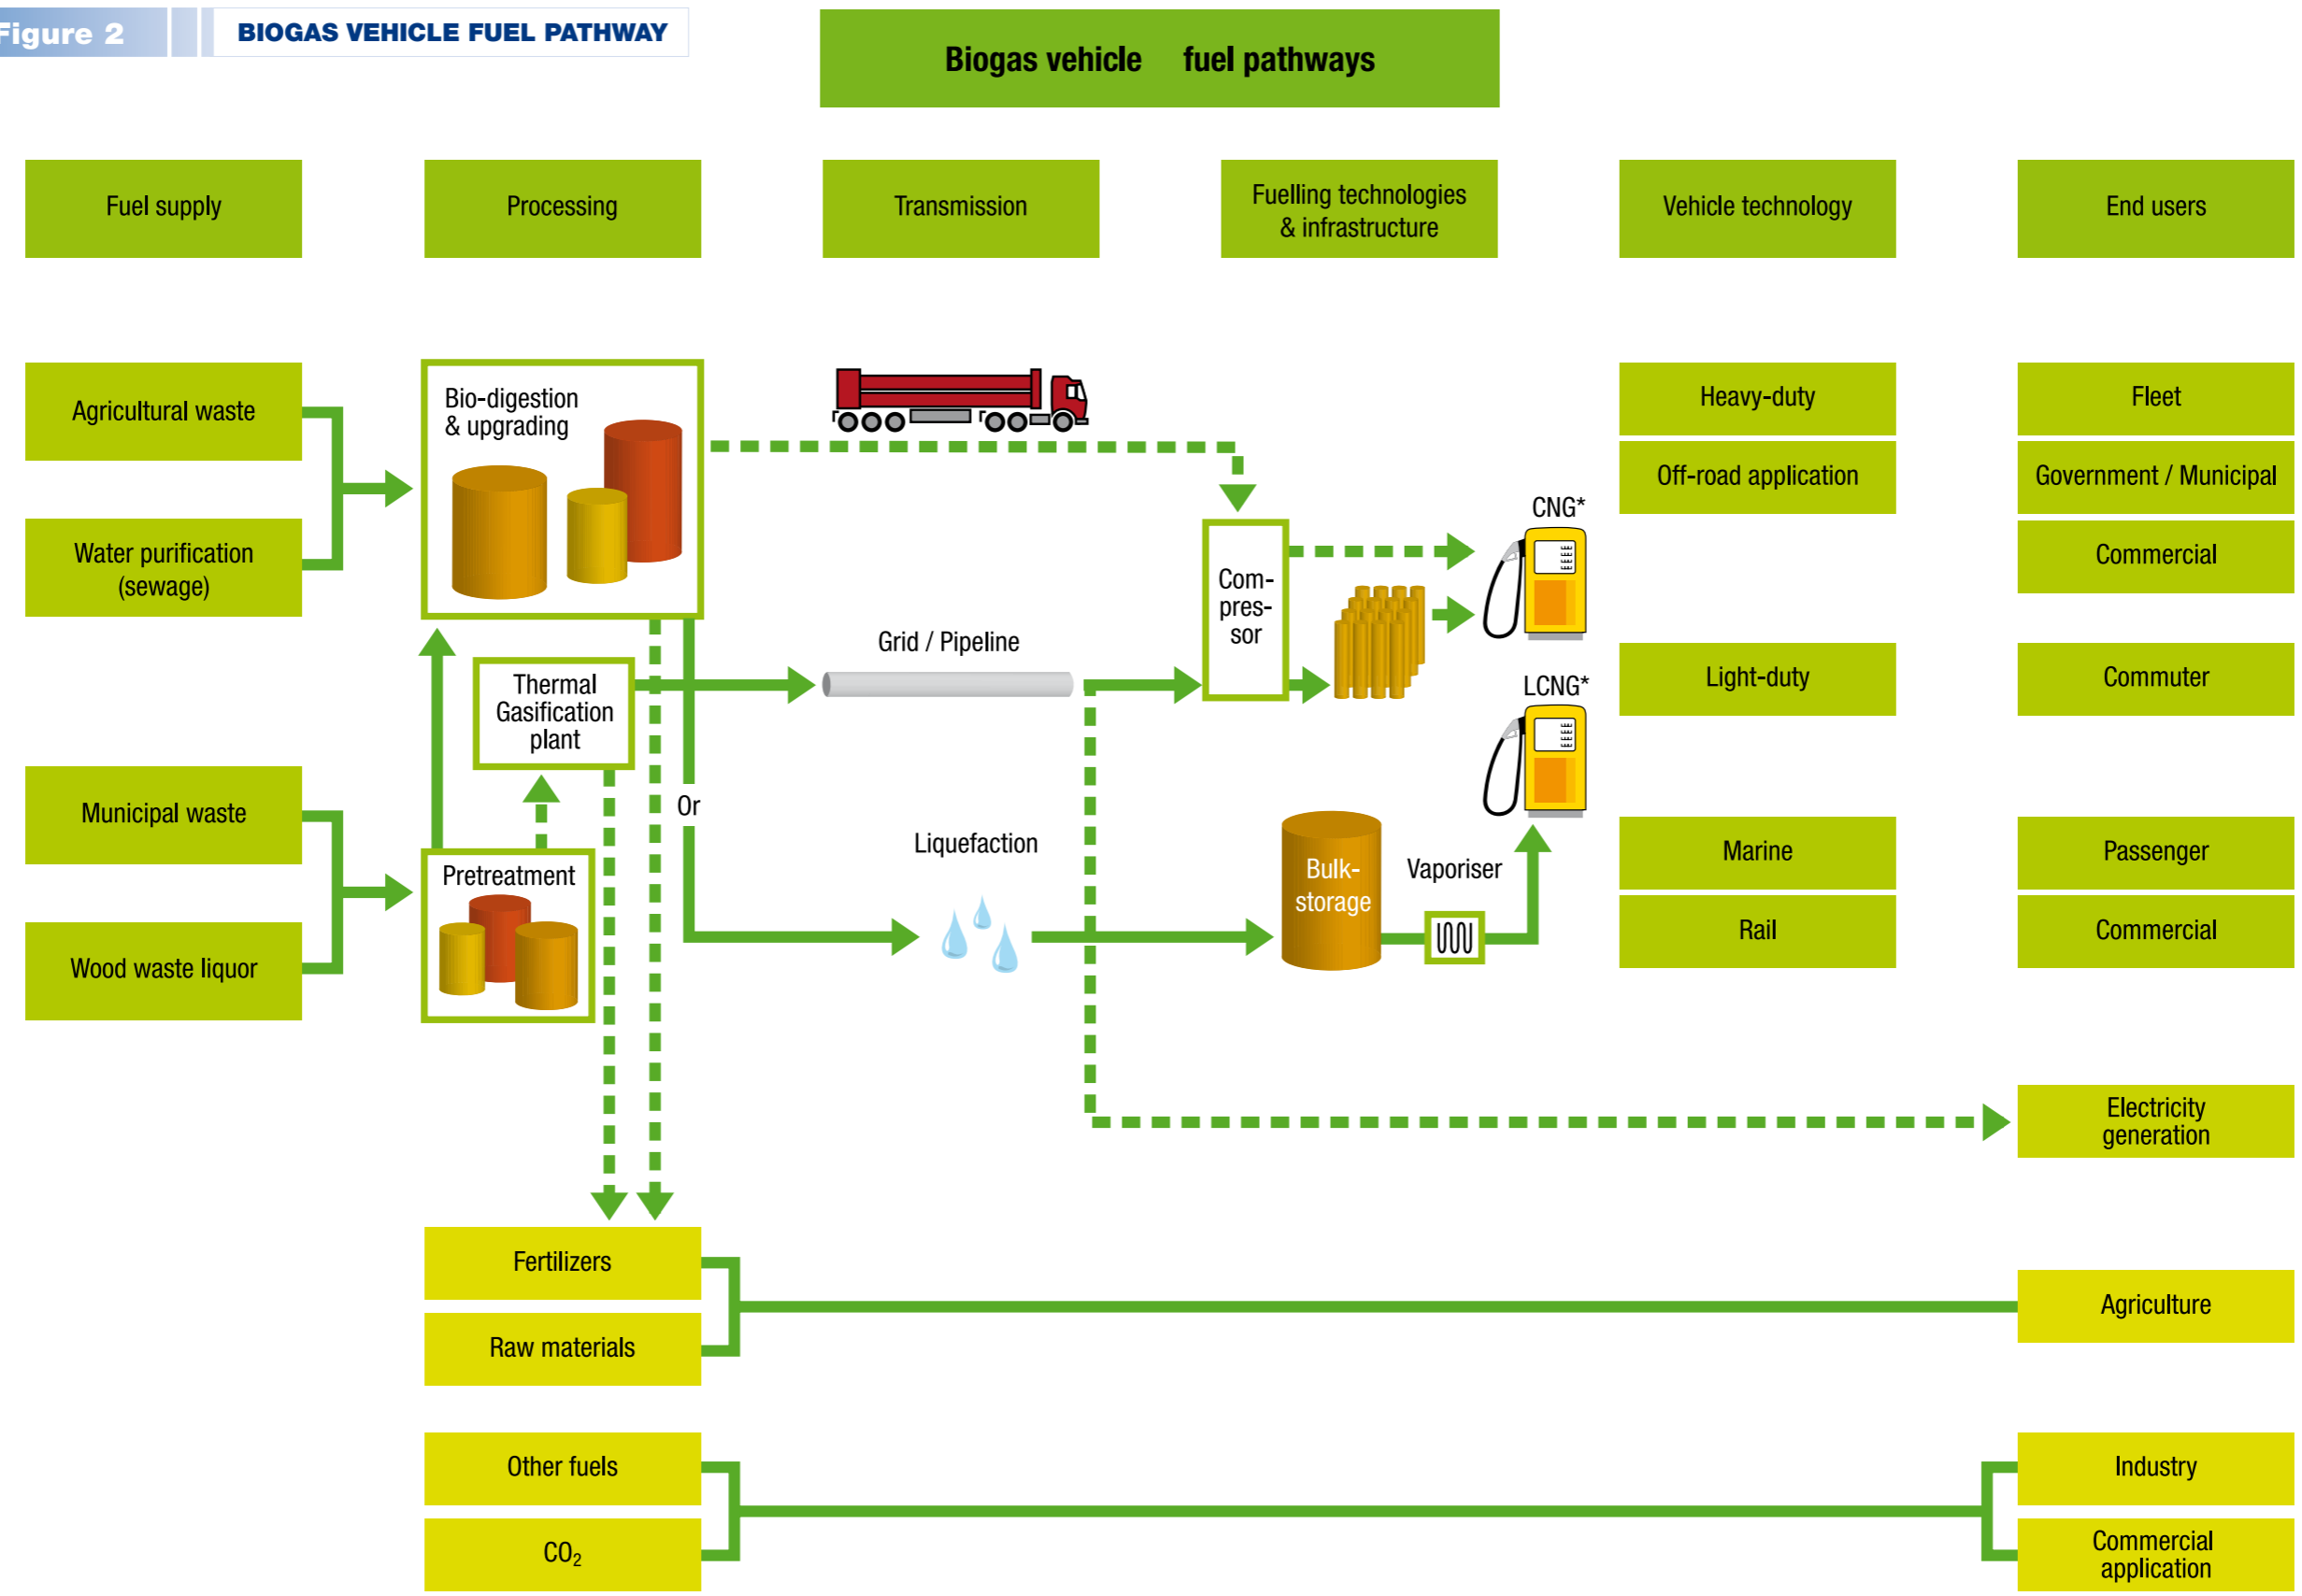 Figure 2
BIOGAS VEHICLE FUEL PATHWAY
Biogas vehicle fuel pathways
Fuel supply
Processing
Transmission
Fuelling technologies
& infrastructure
Vehicle technology
End users
Agricultural waste
Water purification
(sewage)
Municipal waste
Wood waste liquor
Bio-digestion
& upgrading
Thermal
Gasification
plant
Pretreatment
Or
Grid / Pipeline
Liquefaction
Com-
pres-
sor
CNG*
LCNG*
Bulk-
storage
Vaporiser
Heavy-duty
Off-road application
Light-duty
Marine
Rail
Fleet
Government / Municipal
Commercial
Commuter
Passenger
Commercial
Electricity
generation
Fertilizers
Raw materials
Agriculture
Other fuels
CO₂
Industry
Commercial
application